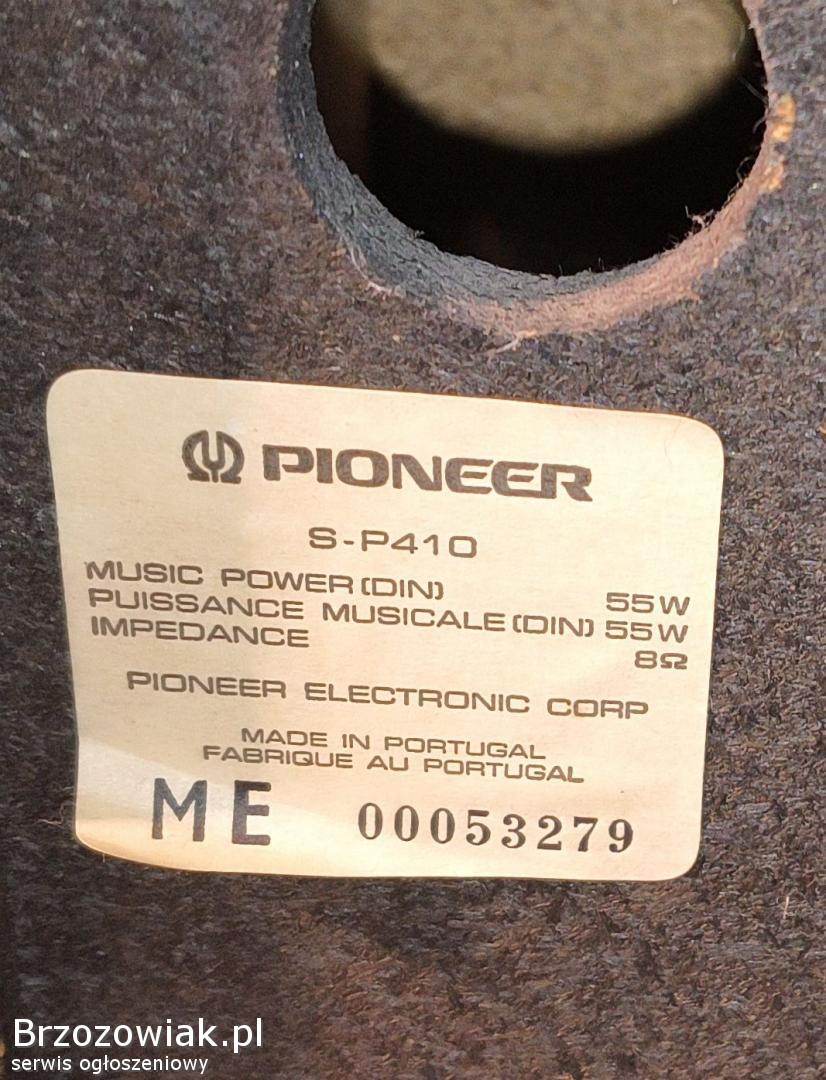 PIONEER
S-P410
MUSIC POWER (DIN) 55W
PUISSANCE MUSICALE (DIN) 55W
IMPEDANCE 8Ω
PIONEER ELECTRONIC CORP
MADE IN PORTUGAL
FABRIQUE AU PORTUGAL
ME 00053279
Brzozowiak.pl
serwis ogłoszeniowy